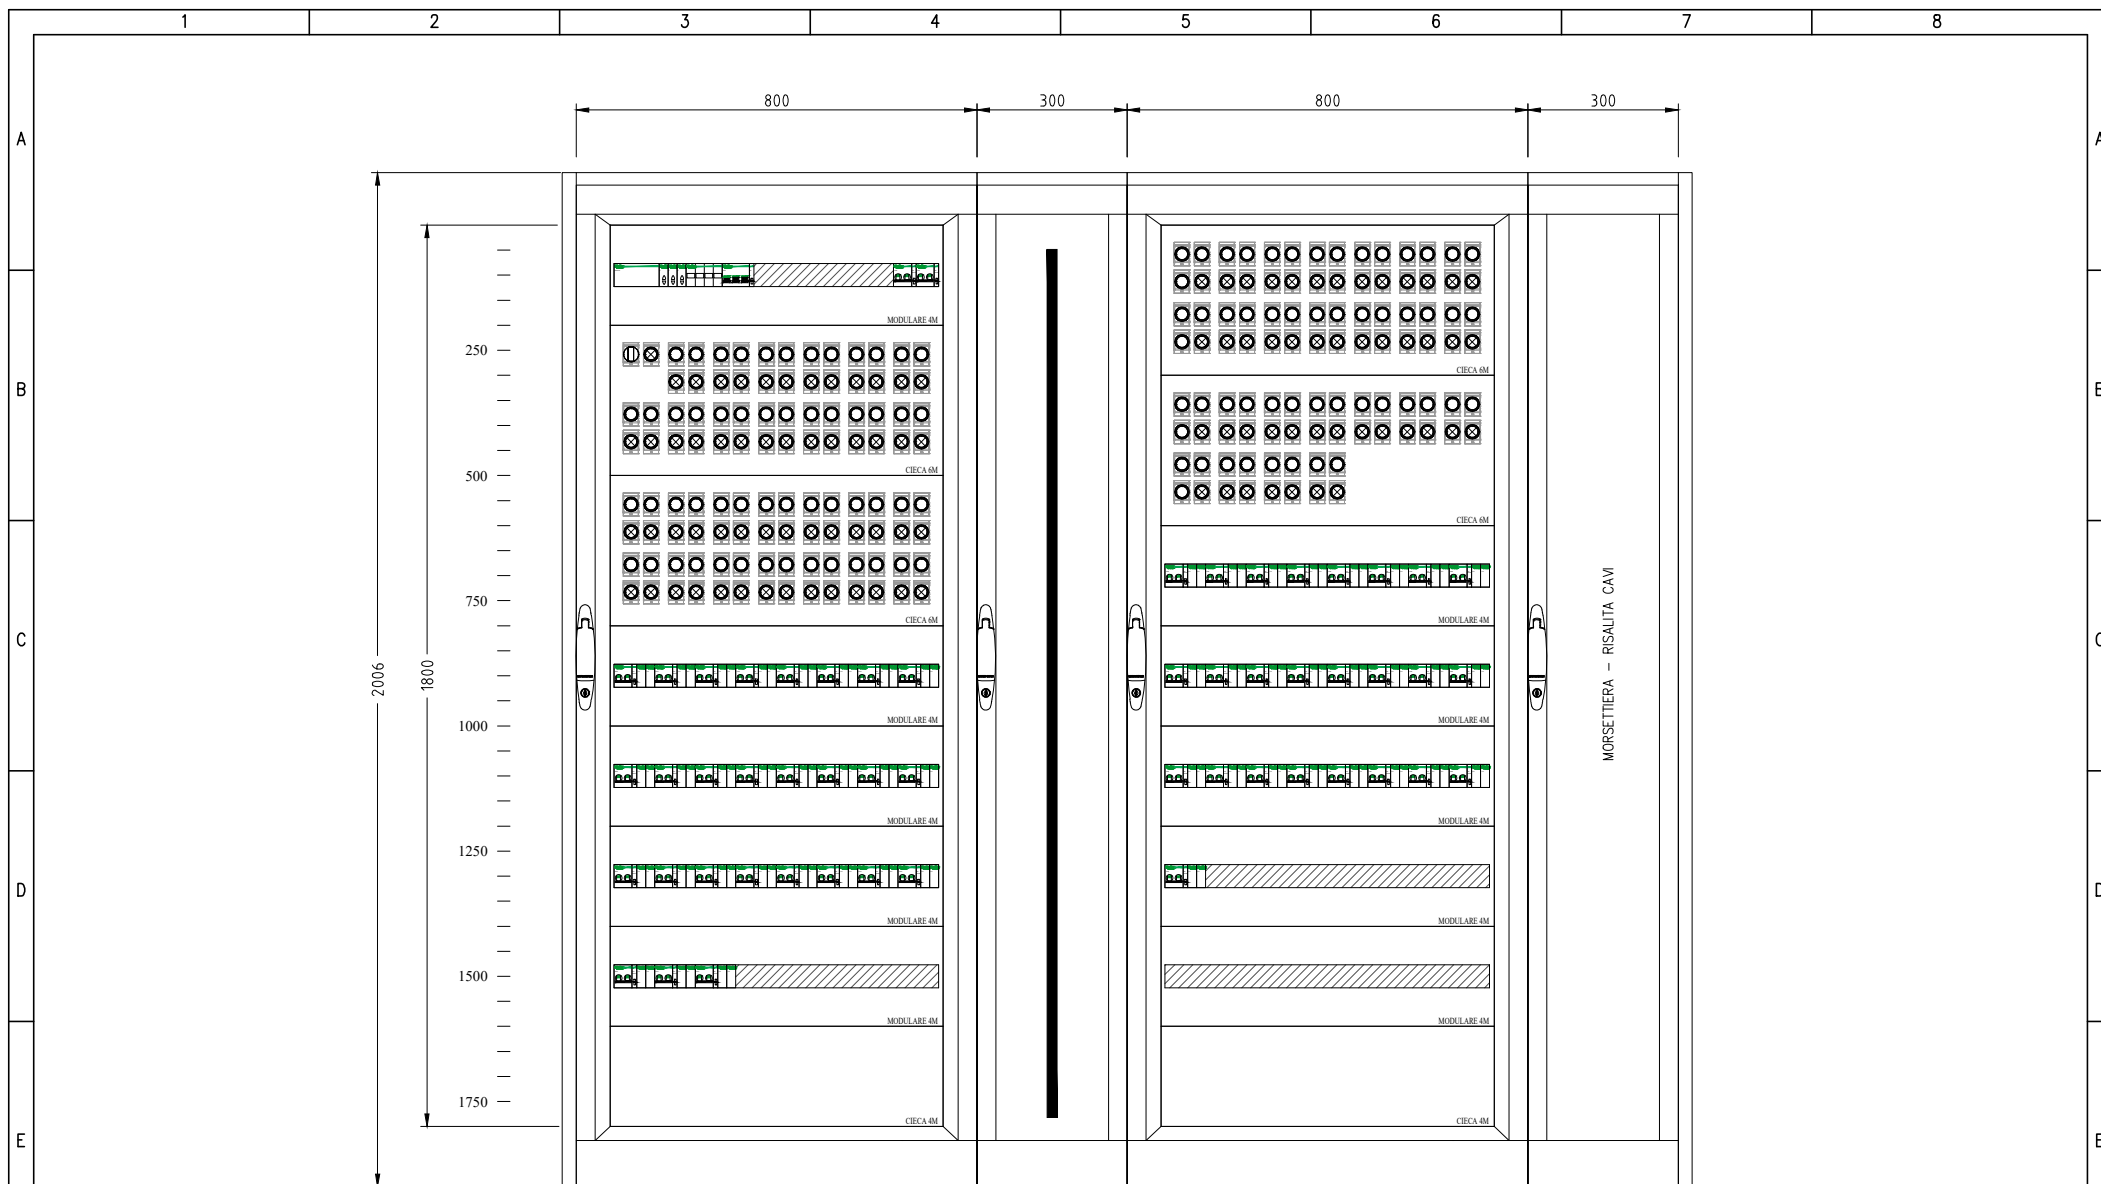 1 2 3 4 5 6 7 8
800 300 800 300
A A
MODULARE 4M
250
CIECA 6M
B
CIECA 6M
500
CIECA 6M
CIECA 6M
750
CIECA 6M
MODULARE 4M
C
2006
1800
MORSETTIERA - RISALITA CAVI
MODULARE 4M
MODULARE 4M
1000
MODULARE 4M
MODULARE 4M
1250
D D
MODULARE 4M
MODULARE 4M
1500
MODULARE 4M
MODULARE 4M
1750
CIECA 4M
CIECA 4M
E